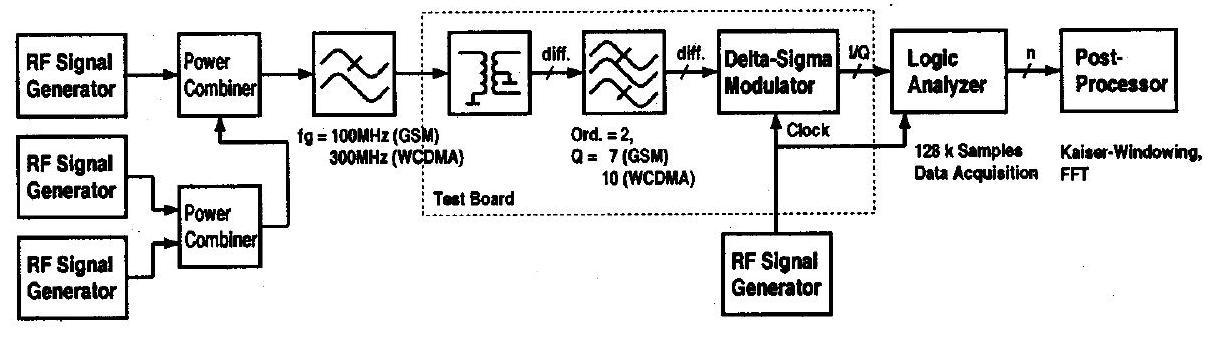 RF Signal
Generator
Power
Combiner
fg = 100MHz (GSM)
300MHz (WCDMA)
diff.
Ord. = 2,
Q = 7 (GSM)
10 (WCDMA)
diff.
Delta-Sigma
Modulator
I/Q
Clock
Logic
Analyzer
128 k Samples
Data Acquisition
n
Post-
Processor
Kaiser-Windowing,
FFT
RF Signal
Generator
Power
Combiner
RF Signal
Generator
Test Board
RF Signal
Generator